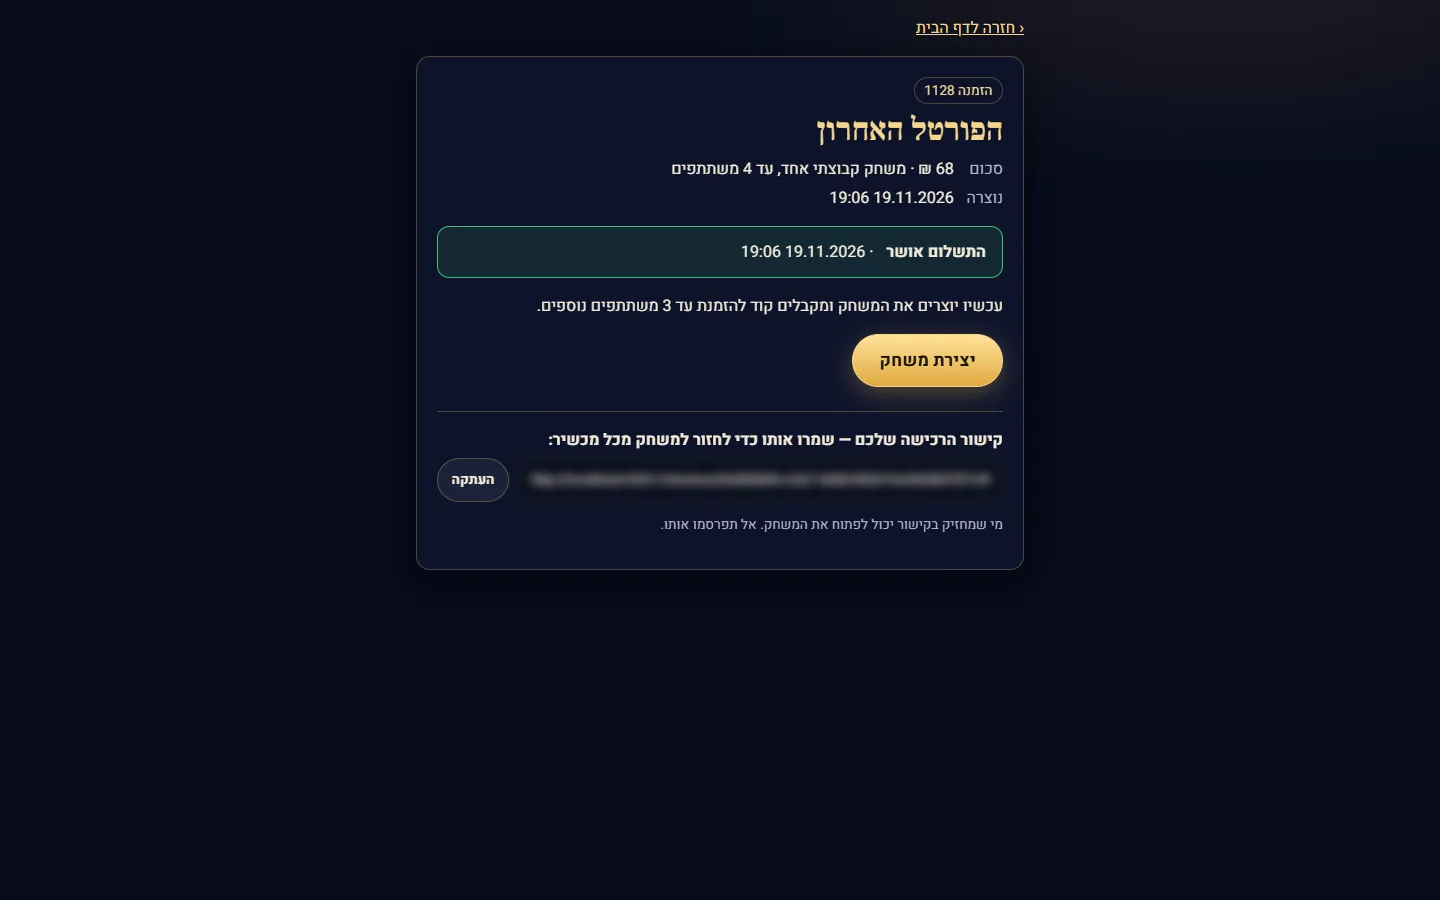 ‹ חזרה לדף הבית
הזמנה 1128
הפורטל האחרון
סכום 68 ₪ · משחק קבוצתי אחד, עד 4 משתתפים
נוצרה 19.11.2026 19:06
התשלום אושר · 19.11.2026 19:06
עכשיו יוצרים את המשחק ומקבלים קוד להזמנת עד 3 משתתפים נוספים.
יצירת משחק
קישור הרכישה שלכם — שמרו אותו כדי לחזור למשחק מכל מכשיר:
העתקה
מי שמחזיק בקישור יכול לפתוח את המשחק. אל תפרסמו אותו.